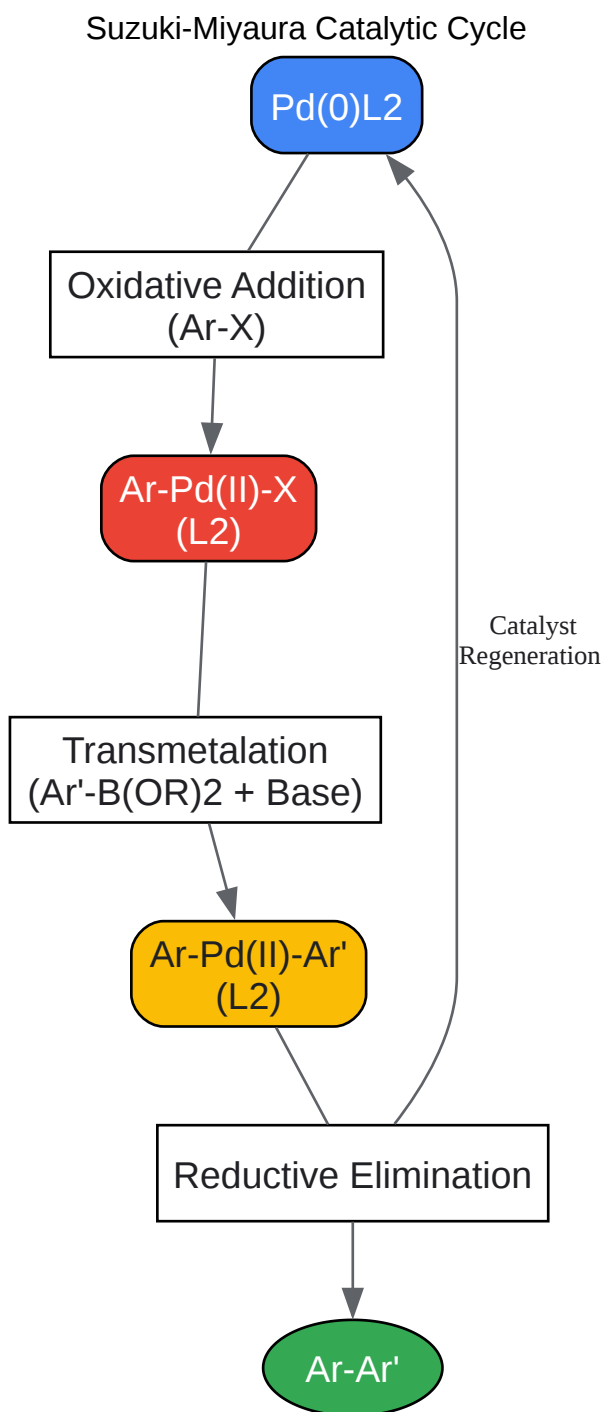 Suzuki-Miyaura Catalytic Cycle
Pd(0)L2
Oxidative Addition
(Ar-X)
Ar-Pd(II)-X
(L2)
Catalyst
Regeneration
Transmetalation
(Ar'-B(OR)2 + Base)
Ar-Pd(II)-Ar'
(L2)
Reductive Elimination
Ar-Ar'